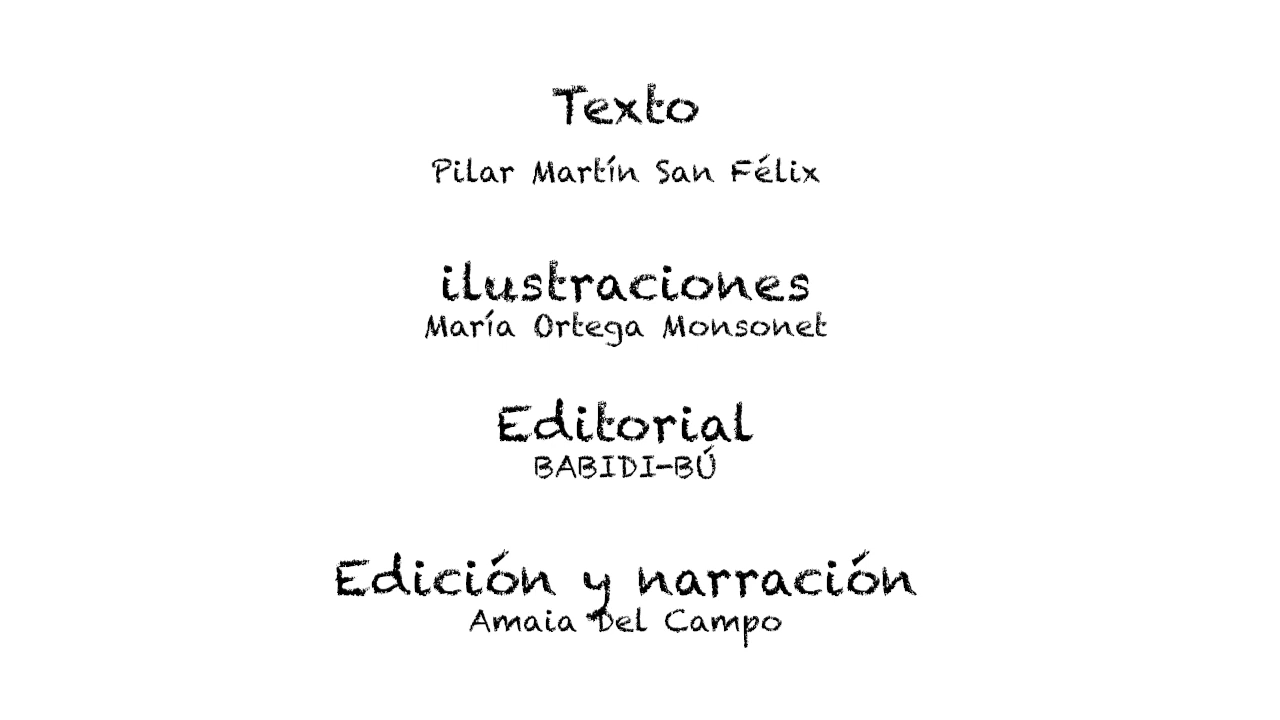 Texto
Pilar Martín San Félix
ilustraciones
María Ortega Monsonet
Editorial
BABIDI-BÚ
Edición y narración
Amaia Del Campo